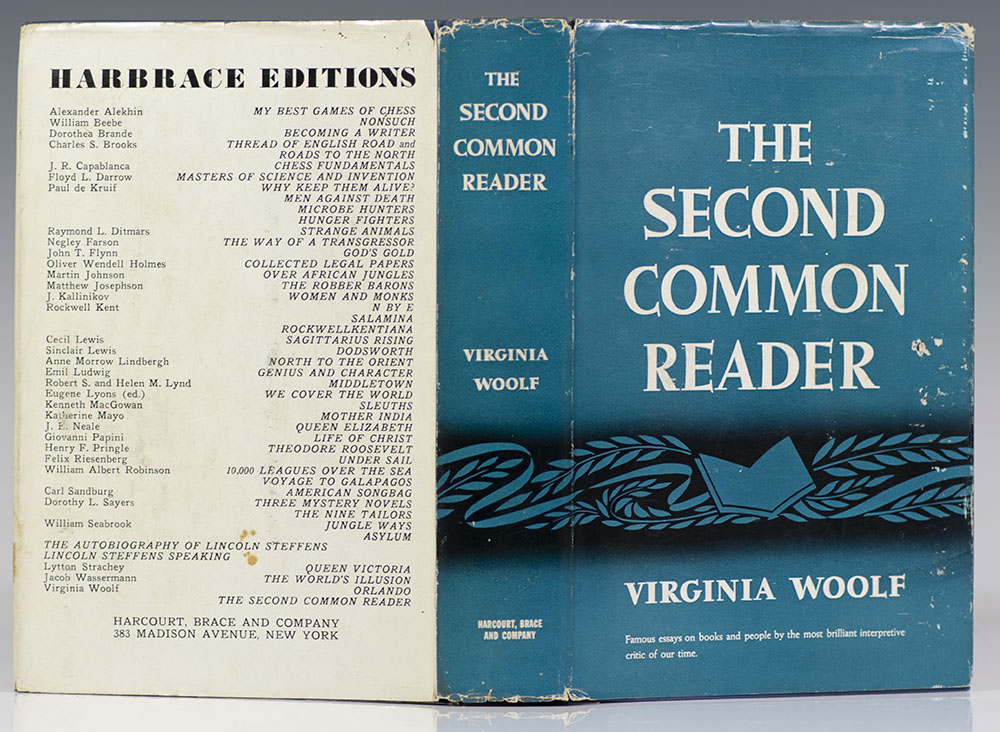 HARBRACE EDITIONS
Alexander Alekhin MY BEST GAMES OF CHESS
William Beebe NONSUCH
Dorothea Brande BECOMING A WRITER
Charles S. Brooks THREAD OF ENGLISH ROAD and
ROADS TO THE NORTH
J. R. Capablanca CHESS FUNDAMENTALS
Floyd L. Darrow MASTERS OF SCIENCE AND INVENTION
Paul de Kruif WHY KEEP THEM ALIVE?
MEN AGAINST DEATH
MICROBE HUNTERS
HUNGER FIGHTERS
Raymond L. Ditmars STRANGE ANIMALS
Negley Farson THE WAY OF A TRANSGRESSOR
John T. Flynn GOD'S GOLD
Oliver Wendell Holmes COLLECTED LEGAL PAPERS
Martin Johnson OVER AFRICAN JUNGLES
Matthew Josephson THE ROBBER BARONS
J. Kallinikov WOMEN AND MONKS
Rockwell Kent N BY E
SALAMINA
ROCKWELLKENTIANA
Cecil Lewis SAGITTARIUS RISING
Sinclair Lewis DODSWORTH
Anne Morrow Lindbergh NORTH TO THE ORIENT
Emil Ludwig GENIUS AND CHARACTER
Robert S. and Helen M. Lynd MIDDLETOWN
Eugene Lyons (ed.) WE COVER THE WORLD
Kenneth MacGowan SLEUTHS
Katherine Mayo MOTHER INDIA
J. E. Neale QUEEN ELIZABETH
Giovanni Papini LIFE OF CHRIST
Henry F. Pringle THEODORE ROOSEVELT
Felix Riesenberg UNDER SAIL
William Albert Robinson 10,000 LEAGUES OVER THE SEA
VOYAGE TO GALAPAGOS
Carl Sandburg AMERICAN SONGBAG
Dorothy L. Sayers THREE MYSTERY NOVELS
THE NINE TAILORS
William Seabrook JUNGLE WAYS
ASYLUM
THE AUTOBIOGRAPHY OF LINCOLN STEFFENS
LINCOLN STEFFENS SPEAKING
Lytton Strachey QUEEN VICTORIA
Jacob Wassermann THE WORLD'S ILLUSION
Virginia Woolf ORLANDO
THE SECOND COMMON READER
HARCOURT, BRACE AND COMPANY
383 MADISON AVENUE, NEW YORK
THE
SECOND
COMMON
READER
VIRGINIA
WOOLF
HARCOURT, BRACE
AND COMPANY
THE
SECOND
COMMON
READER
VIRGINIA WOOLF
Famous essays on books and people by the most brilliant interpretive
critic of our time.